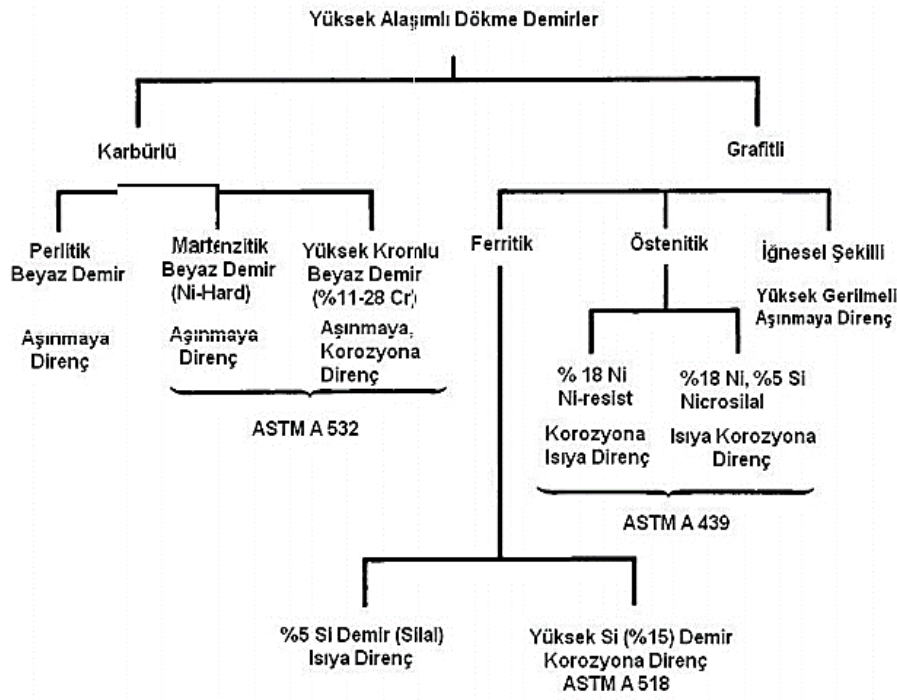 Yüksek Alaşımlı Dökme Demirler
Karbürlü
Grafitli
Perlitik
Beyaz Demir
Aşınmaya
Direnç
Martenzitik
Beyaz Demir
(Ni-Hard)
Aşınmaya
Direnç
Yüksek Kromlu
Beyaz Demir
(%11-28 Cr)
Aşınmaya,
Korozyona
Direnç
ASTM A 532
Ferritik
Östenitik
İğnesel Şekilli
Yüksek Gerilmeli
Aşınmaya Direnç
% 18 Ni
Ni-resist
Korozyona
Isıya Direnç
%18 Ni, %5 Si
Nicrosilal
Isıya Korozyona
Direnç
ASTM A 439
%5 Si Demir (Silal)
Isıya Direnç
Yüksek Si (%15) Demir
Korozyona Direnç
ASTM A 518